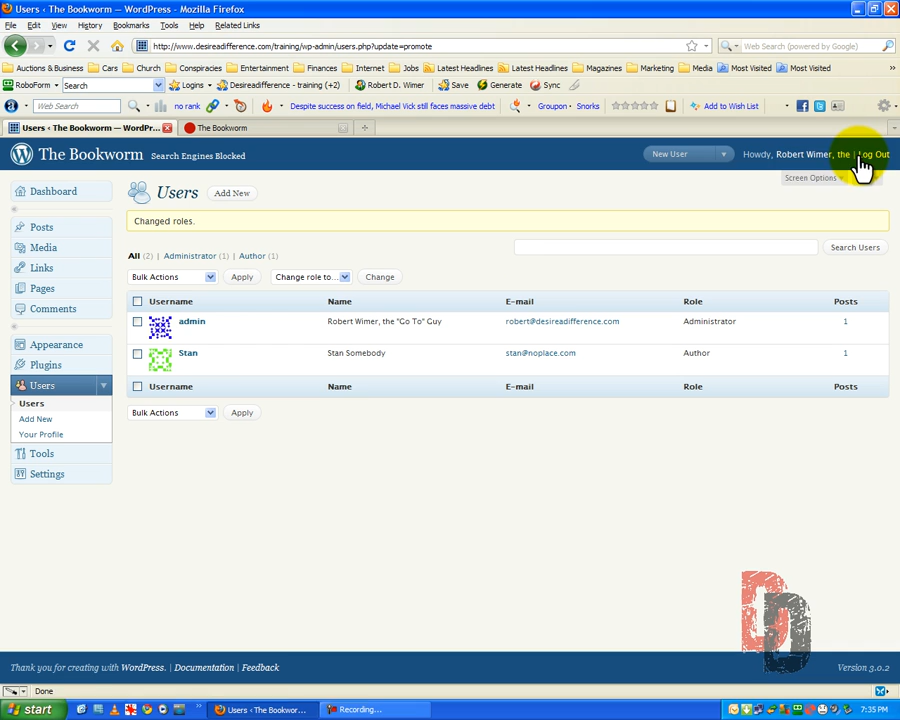 Users ‹ The Bookworm — WordPress - Mozilla Firefox
File Edit View History Bookmarks Tools Help Related Links
http://www.desireadifference.com/training/wp-admin/users.php?update=promote
Web Search (powered by Google)
Auctions & Business Cars Church Conspiracies Entertainment Finances Internet Jobs Latest Headlines Latest Headlines Magazines Marketing Media Most Visited Most Visited »
RoboForm Search Logins Desireadifference - training (+2) Robert D. Wimer Save Generate Sync
Web Search no rank Despite success on field, Michael Vick still faces massive debt Groupon · Snorks Add to Wish List
Users ‹ The Bookworm — WordPr... The Bookworm
The Bookworm Search Engines Blocked New User Howdy, Robert Wimer, the | Log Out
Screen Options
Dashboard
Posts
Media
Links
Pages
Comments
Appearance
Plugins
Users
Users
Add New
Your Profile
Tools
Settings
Users Add New
Changed roles.
All (2) | Administrator (1) | Author (1)
Search Users
Bulk Actions Apply Change role to... Change
Username Name E-mail Role Posts
admin Robert Wimer, the "Go To" Guy robert@desireadifference.com Administrator 1
Stan Stan Somebody stan@noplace.com Author 1
Username Name E-mail Role Posts
Bulk Actions Apply
DD
Thank you for creating with WordPress. | Documentation | Feedback Version 3.0.2
Done
start » Users ‹ The Bookwor... Recording... 7:35 PM